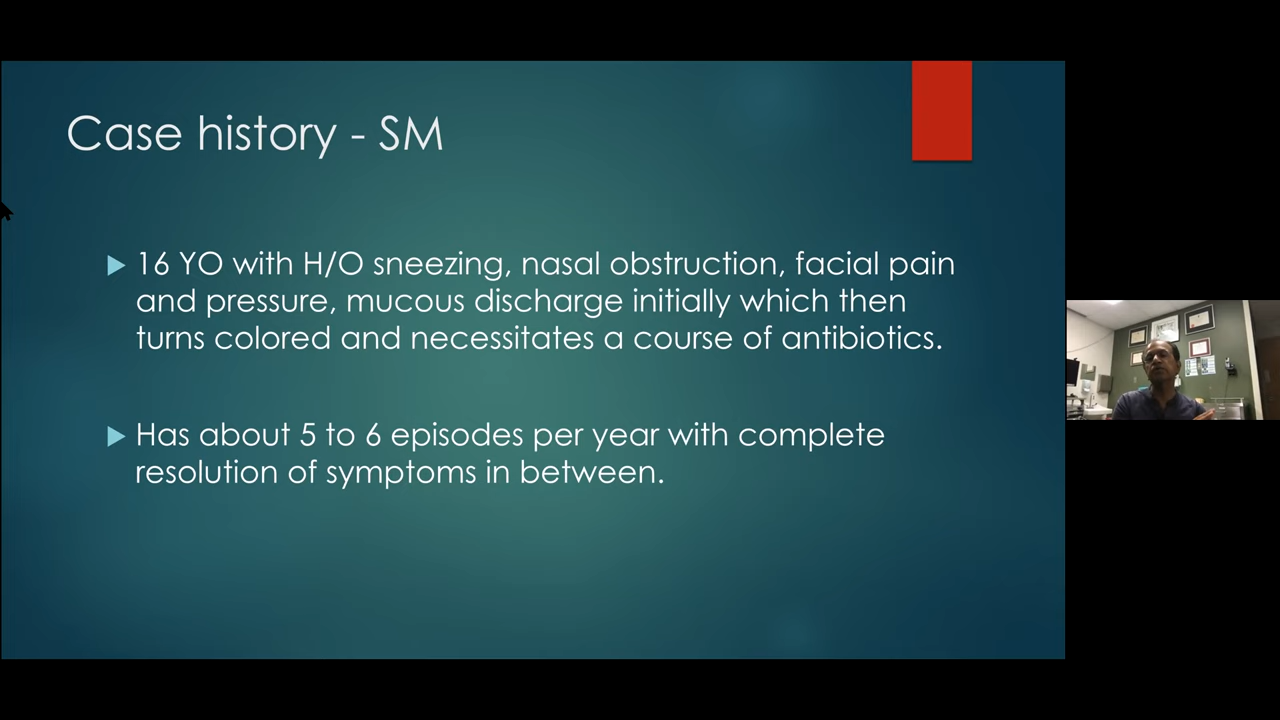 Case history - SM
16 YO with H/O sneezing, nasal obstruction, facial pain
and pressure, mucous discharge initially which then
turns colored and necessitates a course of antibiotics.
Has about 5 to 6 episodes per year with complete
resolution of symptoms in between.